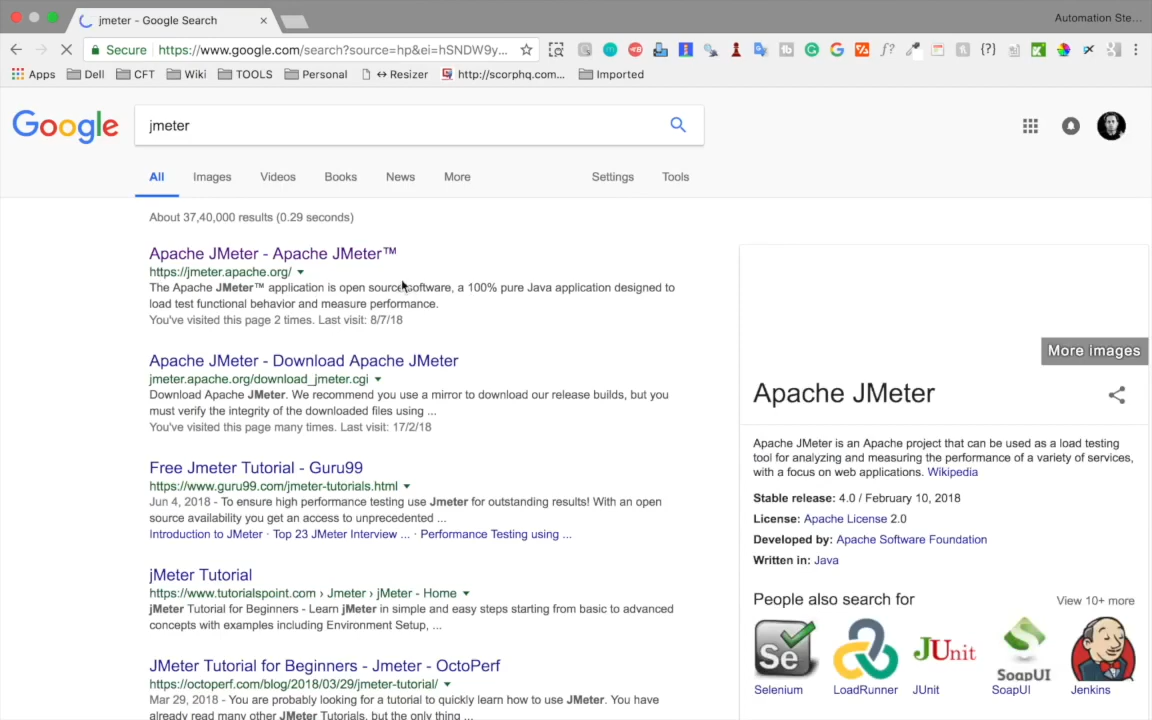 jmeter - Google Search
Automation Ste...
Secure https://www.google.com/search?source=hp&ei=hSNDW9y...
Apps Dell CFT Wiki TOOLS Personal ↔ Resizer http://scorphq.com... Imported
Google
jmeter
All Images Videos Books News More Settings Tools
About 37,40,000 results (0.29 seconds)
Apache JMeter - Apache JMeter™
https://jmeter.apache.org/
The Apache JMeter™ application is open source software, a 100% pure Java application designed to
load test functional behavior and measure performance.
You've visited this page 2 times. Last visit: 8/7/18
Apache JMeter - Download Apache JMeter
jmeter.apache.org/download_jmeter.cgi
Download Apache JMeter. We recommend you use a mirror to download our release builds, but you
must verify the integrity of the downloaded files using ...
You've visited this page many times. Last visit: 17/2/18
Free Jmeter Tutorial - Guru99
https://www.guru99.com/jmeter-tutorials.html
Jun 4, 2018 - To ensure high performance testing use Jmeter for outstanding results! With an open
source availability you get an access to unprecedented ...
Introduction to JMeter · Top 23 JMeter Interview ... · Performance Testing using ...
jMeter Tutorial
https://www.tutorialspoint.com › Jmeter › jMeter - Home
jMeter Tutorial for Beginners - Learn jMeter in simple and easy steps starting from basic to advanced
concepts with examples including Environment Setup, ...
JMeter Tutorial for Beginners - Jmeter - OctoPerf
https://octoperf.com/blog/2018/03/29/jmeter-tutorial/
Mar 29, 2018 - You are probably looking for a tutorial to quickly learn how to use JMeter. You have
already read many other JMeter Tutorials, but the only thing ...
More images
Apache JMeter
Apache JMeter is an Apache project that can be used as a load testing
tool for analyzing and measuring the performance of a variety of services,
with a focus on web applications. Wikipedia
Stable release: 4.0 / February 10, 2018
License: Apache License 2.0
Developed by: Apache Software Foundation
Written in: Java
People also search for
View 10+ more
Se
JUnit
SoapUI
Selenium
LoadRunner
JUnit
SoapUI
Jenkins